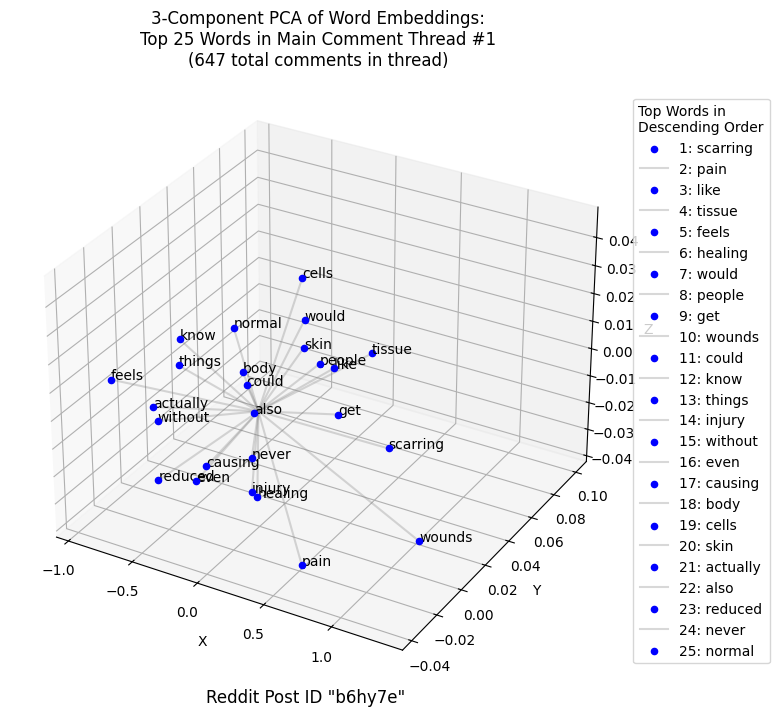 3-Component PCA of Word Embeddings:
Top 25 Words in Main Comment Thread #1
(647 total comments in thread)
Top Words in
Descending Order
1: scarring
2: pain
3: like
4: tissue
5: feels
6: healing
7: would
8: people
9: get
10: wounds
11: could
12: know
13: things
14: injury
15: without
16: even
17: causing
18: body
19: cells
20: skin
21: actually
22: also
23: reduced
24: never
25: normal
cells
would
normal
know
skin
tissue
people
like
things
body
feels
could
actually
also
get
without
scarring
never
causing
reduced
even
injury
healing
wounds
pain
0.04
0.03
0.02
0.01
0.00
−0.01
−0.02
−0.03
−0.04
Z
0.10
0.08
0.06
0.04
0.02
0.00
−0.02
−0.04
Y
−1.0
−0.5
0.0
0.5
1.0
X
Reddit Post ID "b6hy7e"